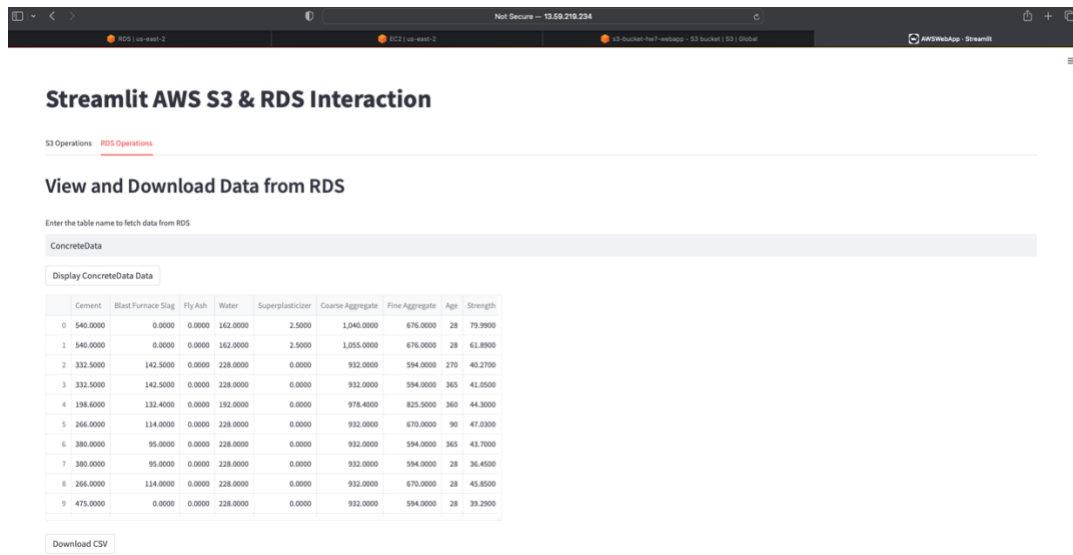 Not Secure — 13.59.219.234
RDS | us-east-2
EC2 | us-east-2
s3-bucket-hw7-webapp - S3 bucket | S3 | Global
AWSWebApp · Streamlit
Streamlit AWS S3 & RDS Interaction
S3 Operations RDS Operations
View and Download Data from RDS
Enter the table name to fetch data from RDS
ConcreteData
Display ConcreteData Data
Cement Blast Furnace Slag Fly Ash Water Superplasticizer Coarse Aggregate Fine Aggregate Age Strength
0 540.0000 0.0000 0.0000 162.0000 2.5000 1,040.0000 676.0000 28 79.9900
1 540.0000 0.0000 0.0000 162.0000 2.5000 1,055.0000 676.0000 28 61.8900
2 332.5000 142.5000 0.0000 228.0000 0.0000 932.0000 594.0000 270 40.2700
3 332.5000 142.5000 0.0000 228.0000 0.0000 932.0000 594.0000 365 41.0500
4 198.6000 132.4000 0.0000 192.0000 0.0000 978.4000 825.5000 360 44.3000
5 266.0000 114.0000 0.0000 228.0000 0.0000 932.0000 670.0000 90 47.0300
6 380.0000 95.0000 0.0000 228.0000 0.0000 932.0000 594.0000 365 43.7000
7 380.0000 95.0000 0.0000 228.0000 0.0000 932.0000 594.0000 28 36.4500
8 266.0000 114.0000 0.0000 228.0000 0.0000 932.0000 670.0000 28 45.8500
9 475.0000 0.0000 0.0000 228.0000 0.0000 932.0000 594.0000 28 39.2900
Download CSV